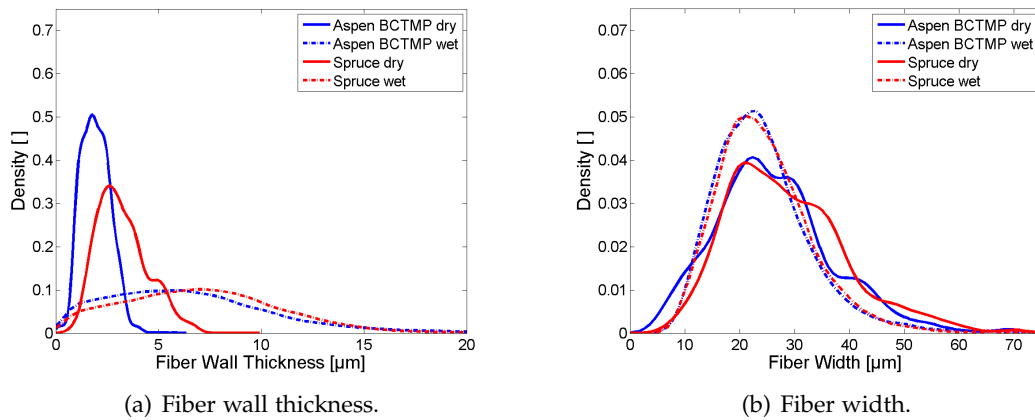 0.7
0.6
0.5
0.4
0.3
0.2
0.1
0
0
5
10
15
20
Density []
Fiber Wall Thickness [µm]
Aspen BCTMP dry
Aspen BCTMP wet
Spruce dry
Spruce wet
(a) Fiber wall thickness.
0.07
0.06
0.05
0.04
0.03
0.02
0.01
0
0
10
20
30
40
50
60
70
Density []
Fiber Width [µm]
Aspen BCTMP dry
Aspen BCTMP wet
Spruce dry
Spruce wet
(b) Fiber width.